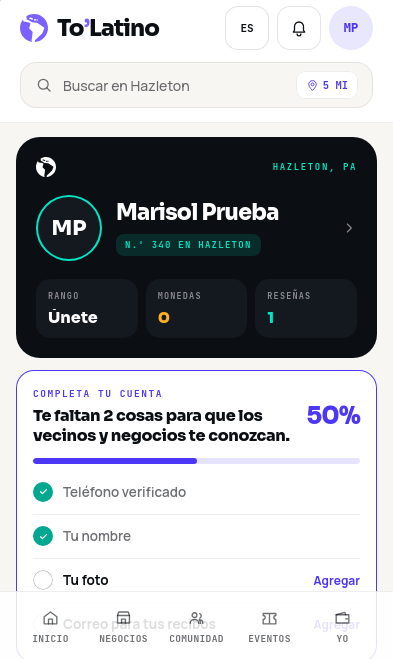 To'Latino
ES
MP
Buscar en Hazleton
5 MI
HAZLETON, PA
MP
Marisol Prueba
N.° 340 EN HAZLETON
RANGO
Únete
MONEDAS
0
RESEÑAS
1
COMPLETA TU CUENTA
Te faltan 2 cosas para que los
vecinos y negocios te conozcan.
50%
Teléfono verificado
Tu nombre
Tu foto
Agregar
Correo para tus recibos
Agregar
INICIO
NEGOCIOS
COMUNIDAD
EVENTOS
YO